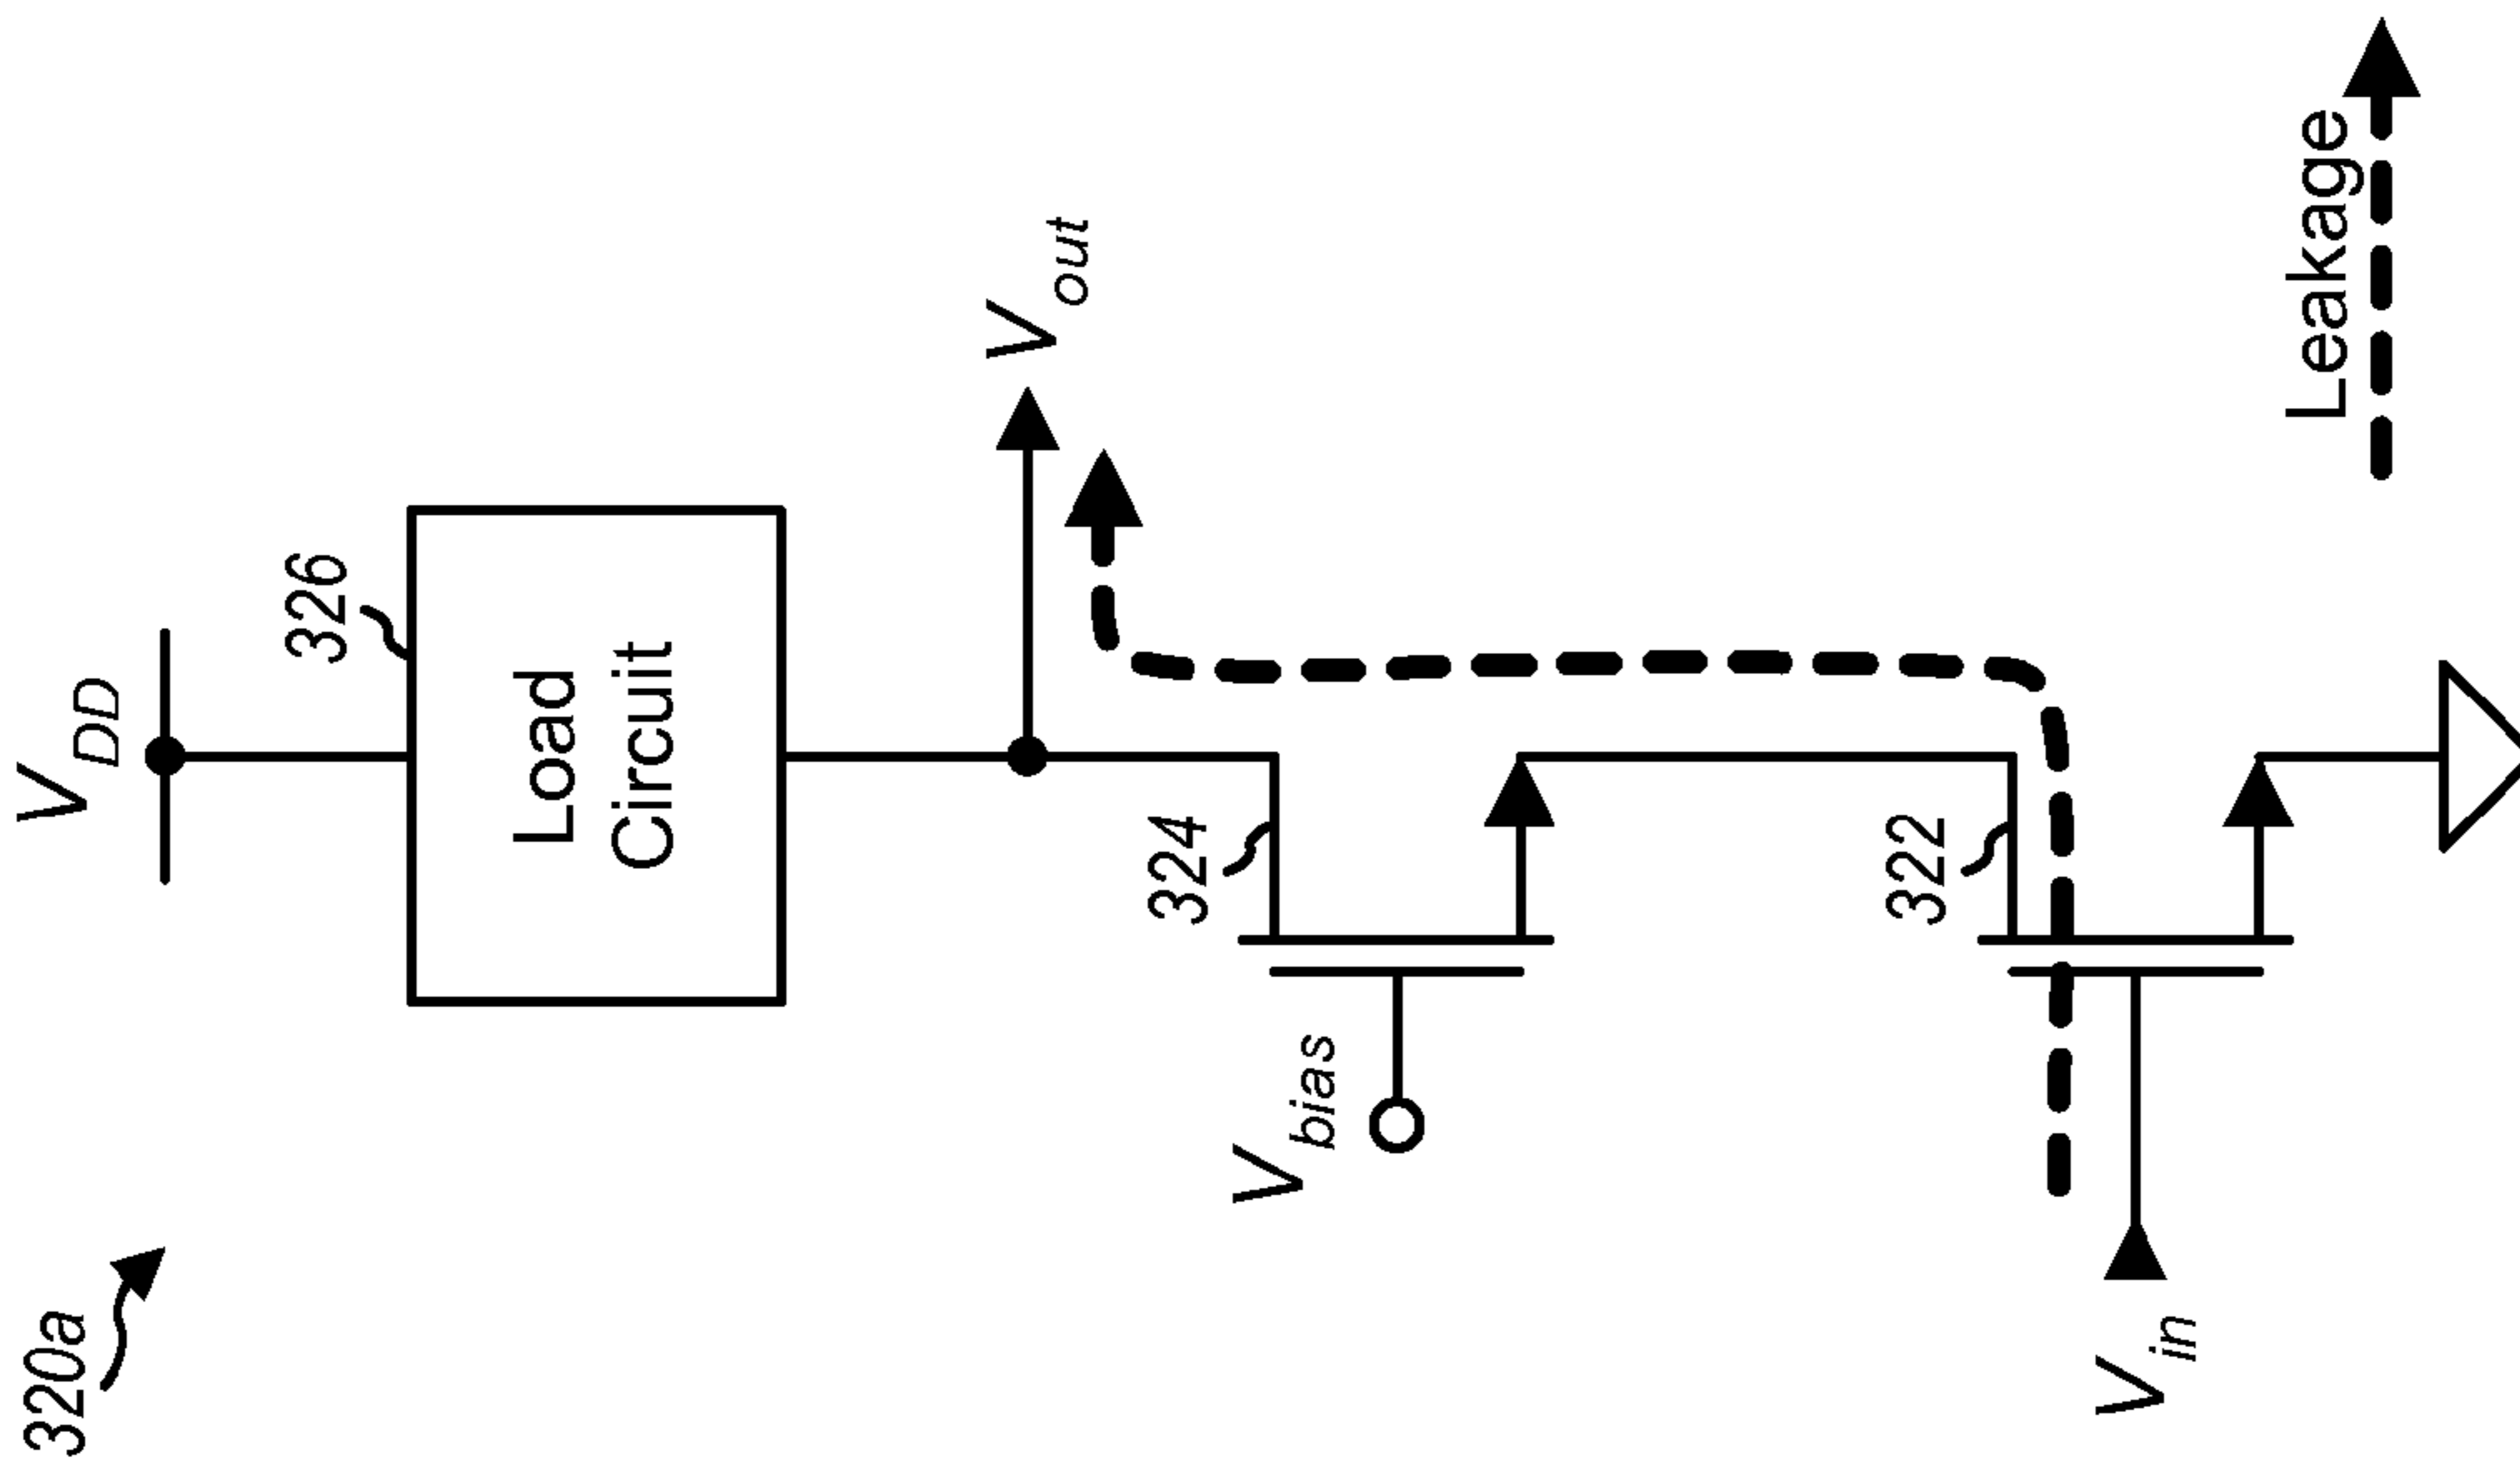 320a
V_DD
326
Load
Circuit
V_out
324
V_bias
322
V_in
Leakage